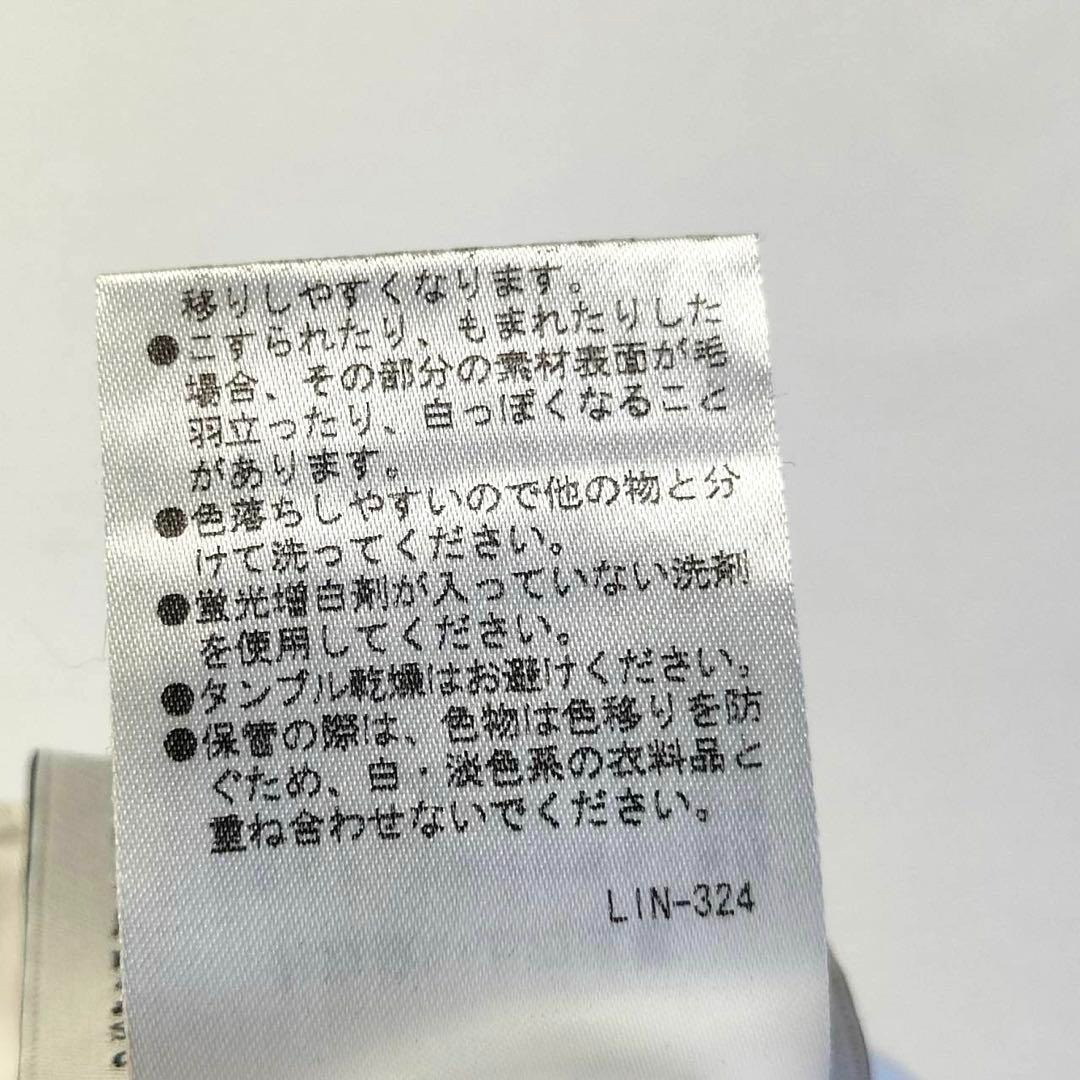 移りしやすくなります。
●こすられたり、もまれたりした
場合、その部分の素材表面が毛
羽立ったり、白っぽくなること
があります。
●色落ちしやすいので他の物と分
けて洗ってください。
●蛍光増白剤が入っていない洗剤
を使用してください。
●タンブル乾燥はお避けください。
●保管の際は、色物は色移りを防
ぐため、白・淡色系の衣料品と
重ね合わせないでください。
LIN-324